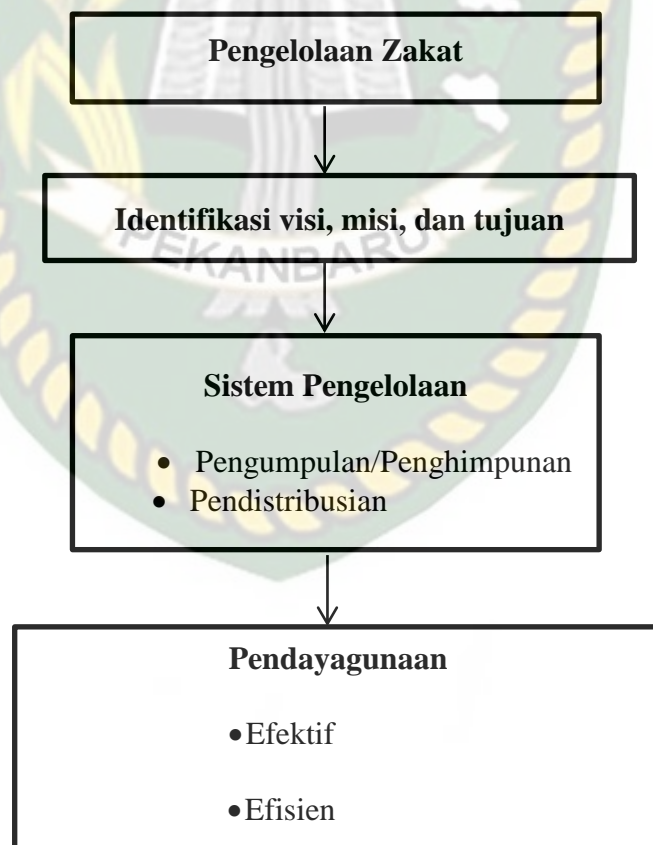 Pengelolaan Zakat
Identifikasi visi, misi, dan tujuan
PEKANBARU
Sistem Pengelolaan
• Pengumpulan/Penghimpunan
• Pendistribusian
Pendayagunaan
•Efektif
•Efisien